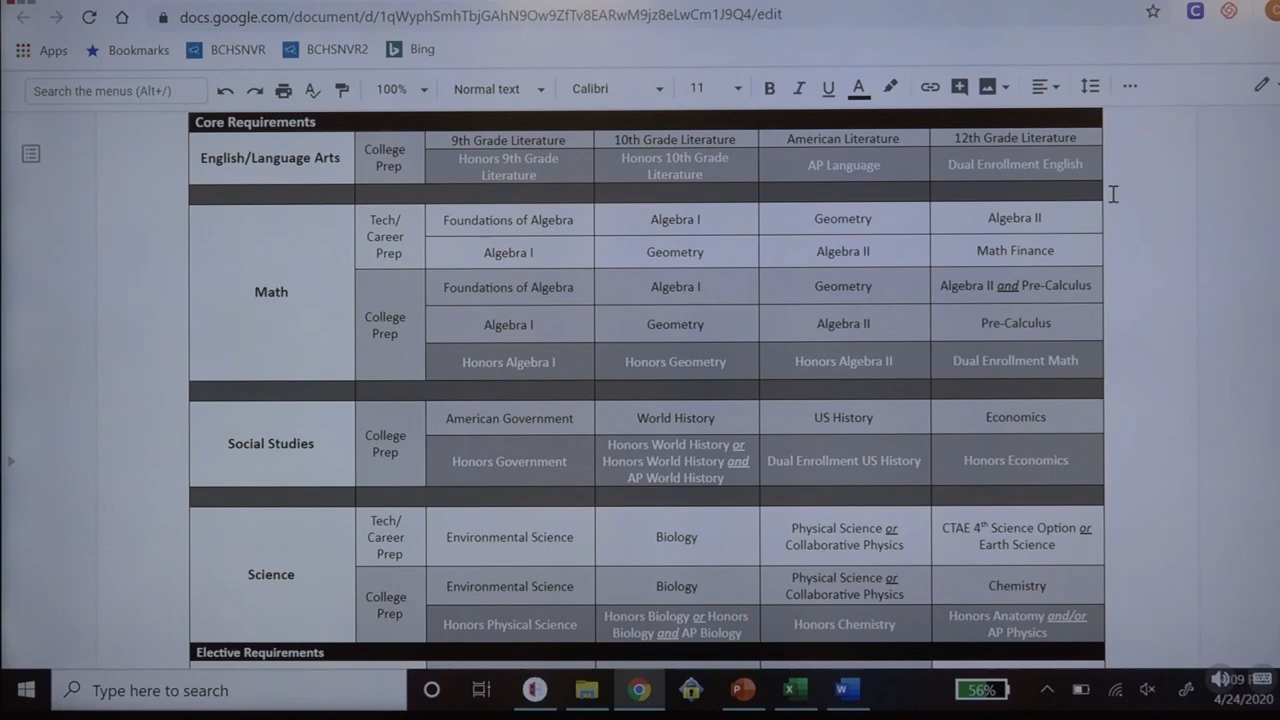 docs.google.com/document/d/1qWyphSmhTbjGAhN9Ow9ZfTv8EARwM9jz8eLwCm1J9Q4/edit
Apps Bookmarks BCHSNVR BCHSNVR2 Bing
Search the menus (Alt+/) 100% Normal text Calibri 11 B I U A
Core Requirements
English/Language Arts
College
Prep
9th Grade Literature 10th Grade Literature American Literature 12th Grade Literature
Honors 9th Grade
Literature
Honors 10th Grade
Literature
AP Language
Dual Enrollment English
Math
Tech/
Career
Prep
Foundations of Algebra Algebra I Geometry Algebra II
Algebra I Geometry Algebra II Math Finance
College
Prep
Foundations of Algebra Algebra I Geometry Algebra II and Pre-Calculus
Algebra I Geometry Algebra II Pre-Calculus
Honors Algebra I Honors Geometry Honors Algebra II Dual Enrollment Math
Social Studies
College
Prep
American Government World History US History Economics
Honors Government
Honors World History or
Honors World History and
AP World History
Dual Enrollment US History
Honors Economics
Science
Tech/
Career
Prep
Environmental Science
Biology
Physical Science or
Collaborative Physics
CTAE 4th Science Option or
Earth Science
College
Prep
Environmental Science
Biology
Physical Science or
Collaborative Physics
Chemistry
Honors Physical Science
Honors Biology or Honors
Biology and AP Biology
Honors Chemistry
Honors Anatomy and/or
AP Physics
Elective Requirements
Type here to search
56%
4/24/2020